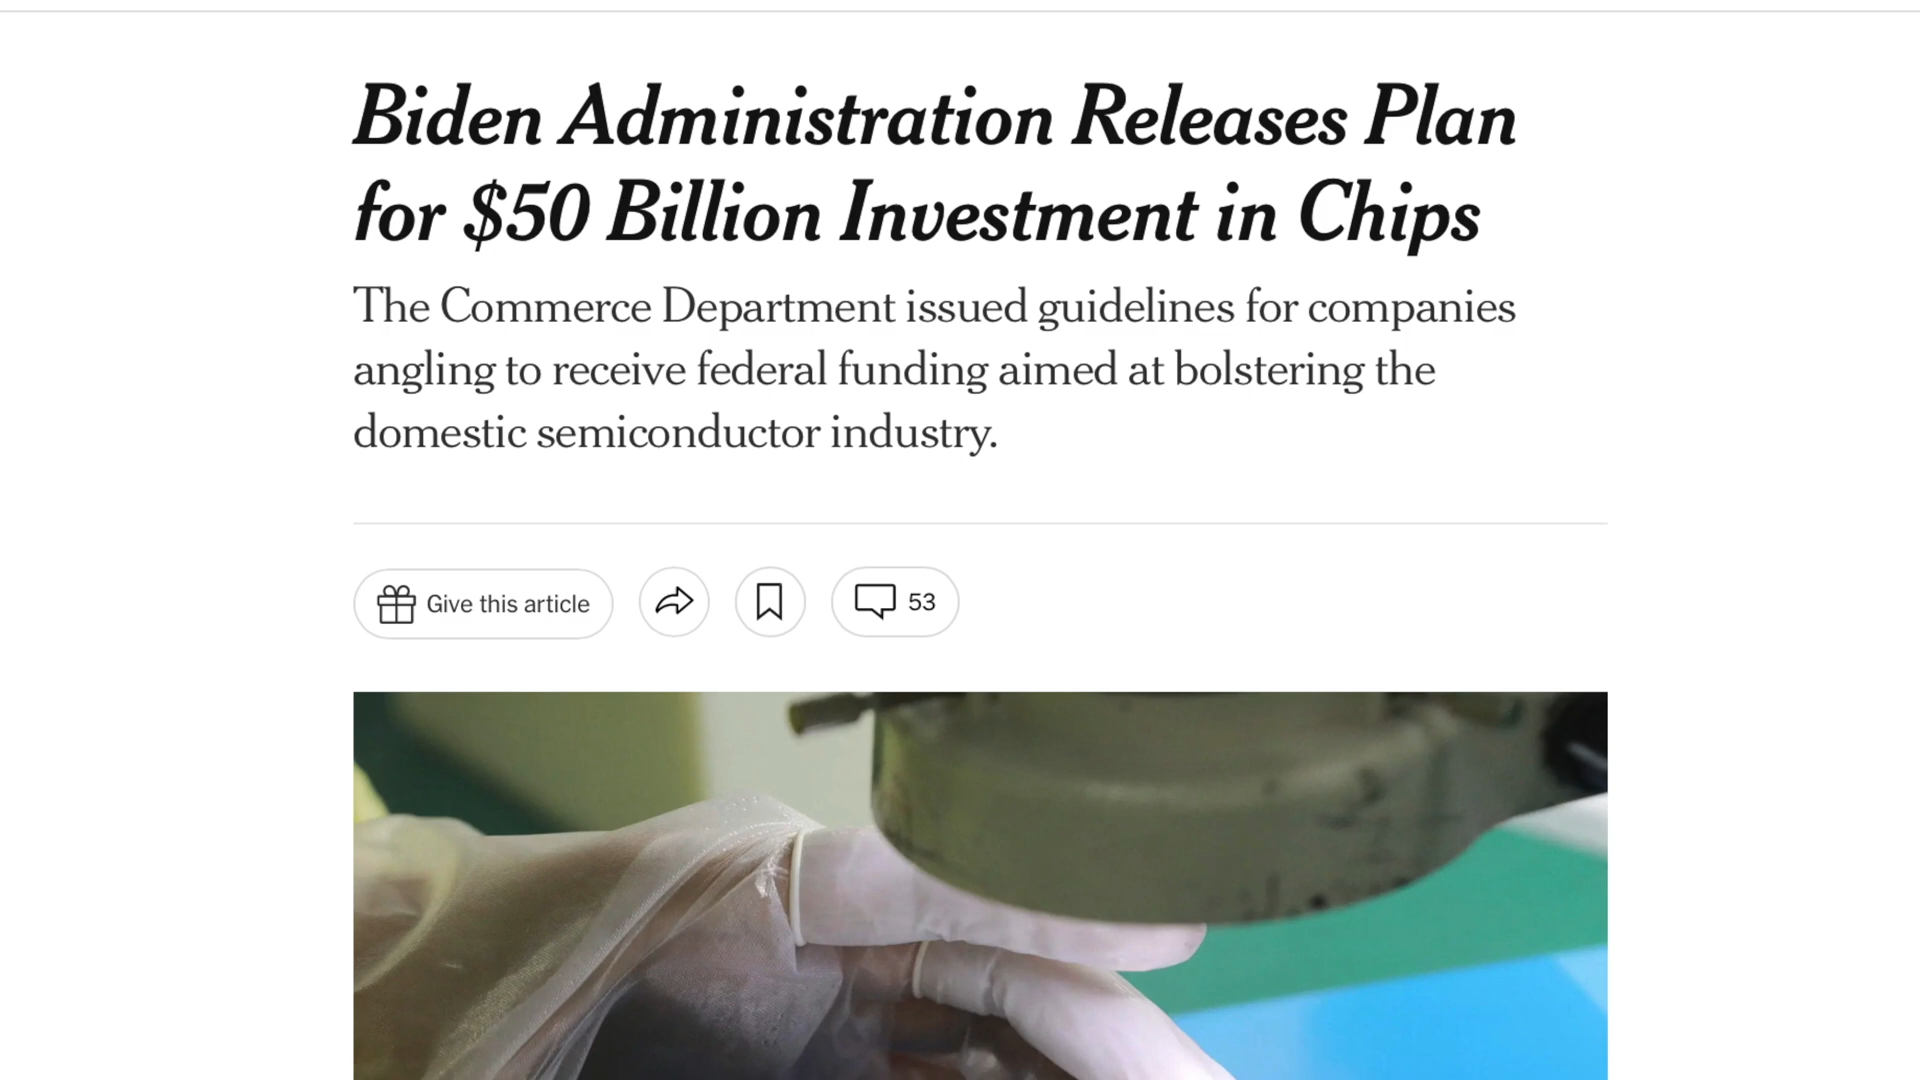 Biden Administration Releases Plan
for $50 Billion Investment in Chips
The Commerce Department issued guidelines for companies
angling to receive federal funding aimed at bolstering the
domestic semiconductor industry.
Give this article
53